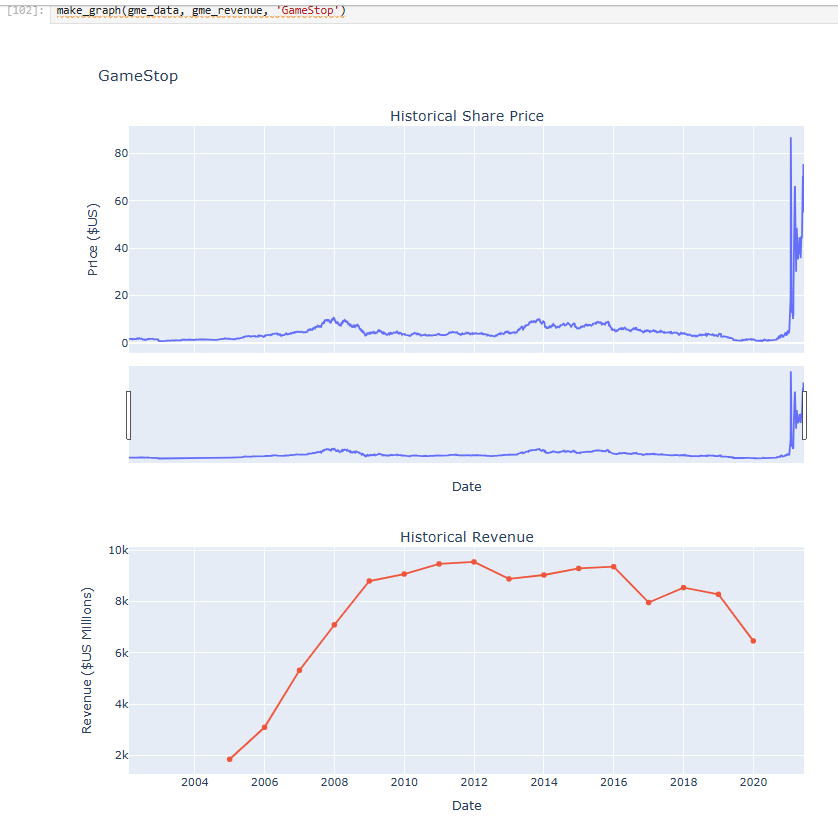 [102]: make_graph(gme_data, gme_revenue, 'GameStop')
GameStop
Historical Share Price
80
60
40
20
0
Price ($US)
Date
Historical Revenue
10k
8k
6k
4k
2k
Revenue ($US Millions)
2004 2006 2008 2010 2012 2014 2016 2018 2020
Date